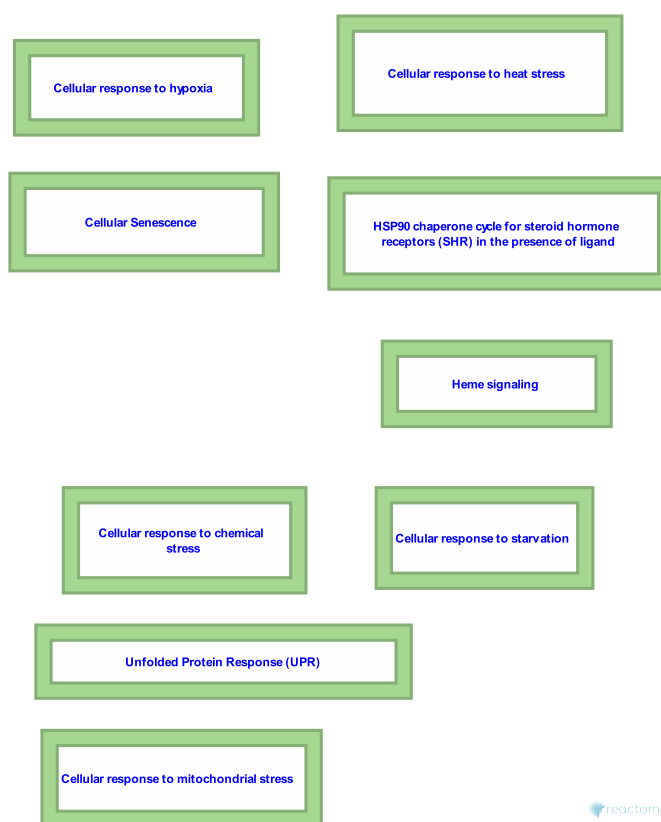 Cellular response to hypoxia
Cellular response to heat stress
Cellular Senescence
HSP90 chaperone cycle for steroid hormone
receptors (SHR) in the presence of ligand
Heme signaling
Cellular response to chemical
stress
Cellular response to starvation
Unfolded Protein Response (UPR)
Cellular response to mitochondrial stress
reactom